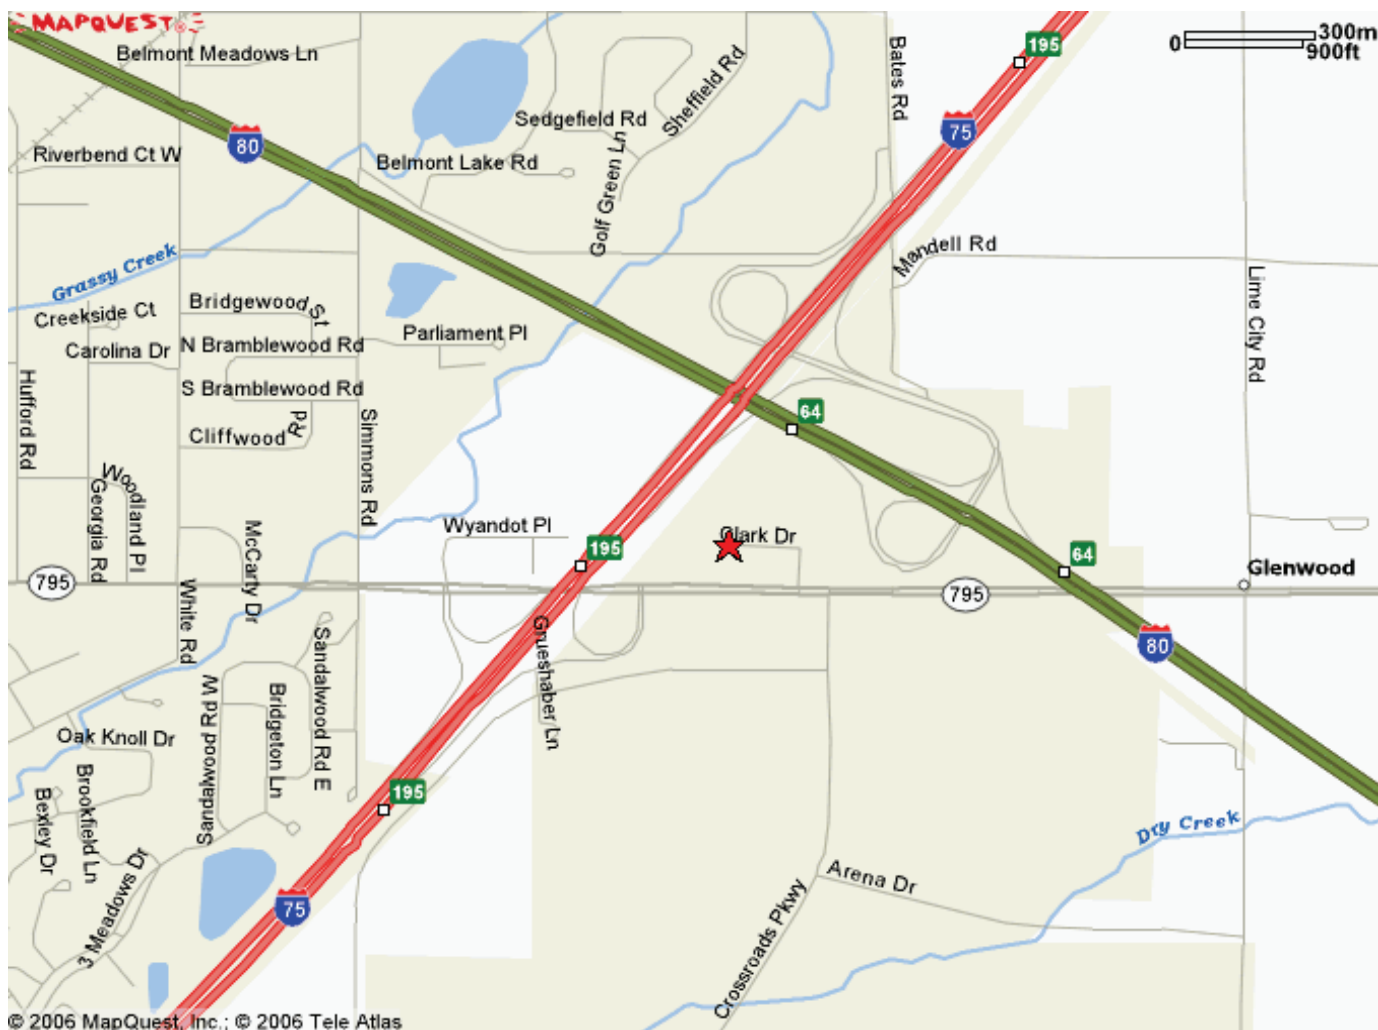 MAPQUEST
300m
900ft
195
Belmont Meadows Ln
Bates Rd
75
Sheffield Rd
Sedgefield Rd
80
Riverbend Ct W
Belmont Lake Rd
Golf Green Ln
Mandell Rd
Grassy Creek
Lime City Rd
Bridgewood St
Creekside Ct
Parliament Pl
N Bramblewood Rd
Carolina Dr
S Bramblewood Rd
Hufford Rd
64
Simmons Rd
Cliffwood Rd
Woodland Pl
Georgia Rd
McCarty Dr
Wyandot Pl
Clark Dr
195
64
Glenwood
795
795
White Rd
Grueshaber Ln
80
Sandalwood Rd E
Sandalwood Rd W
Bridgeton Ln
Oak Knoll Dr
Brookfield Ln
Bexley Dr
195
Dry Creek
3 Meadows Dr
75
Arena Dr
Crossroads Pkwy
© 2006 MapQuest, Inc.; © 2006 Tele Atlas